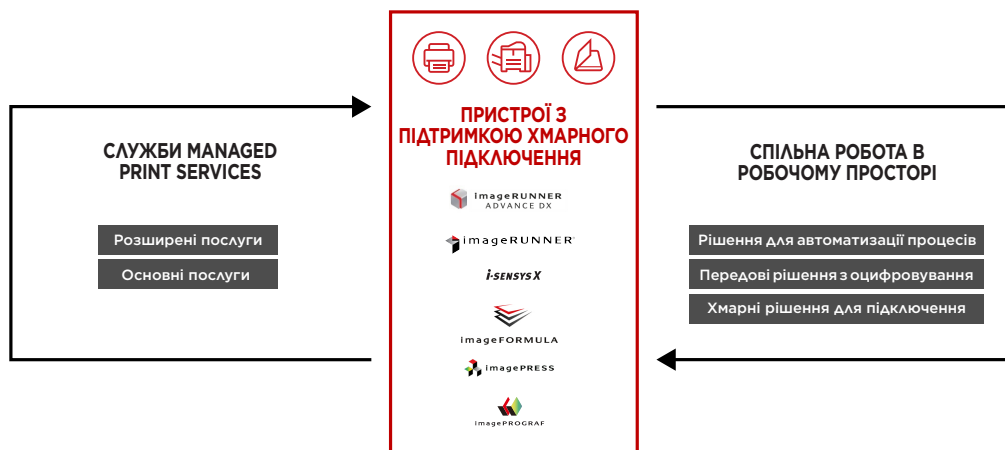 СЛУЖБИ MANAGED
PRINT SERVICES
Розширені послуги
Основні послуги
ПРИСТРОЇ З
ПІДТРИМКОЮ ХМАРНОГО
ПІДКЛЮЧЕННЯ
imageRUNNER
ADVANCE DX
imageRUNNER
i-SENSYS X
imageFORMULA
imagePRESS
imagePROGRAF
СПІЛЬНА РОБОТА В
РОБОЧОМУ ПРОСТОРІ
Рішення для автоматизації процесів
Передові рішення з оцифровування
Хмарні рішення для підключення